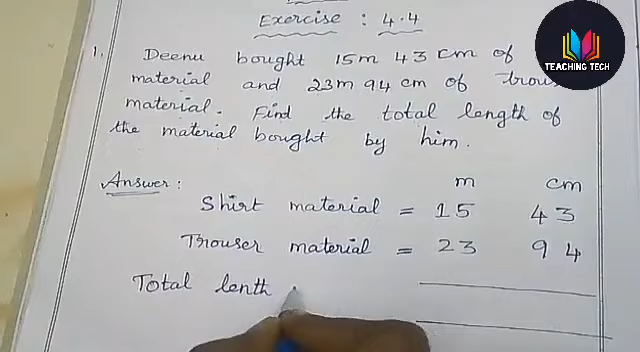 Exercise : 4.4
TEACHING TECH
1. Deenu bought 15m 43 cm of
material and 23m 94 cm of
material. Find the total length of
the material bought by him.
Answer :
m cm
Shirt material = 15 43
Trouser material = 23 94
Total lenth